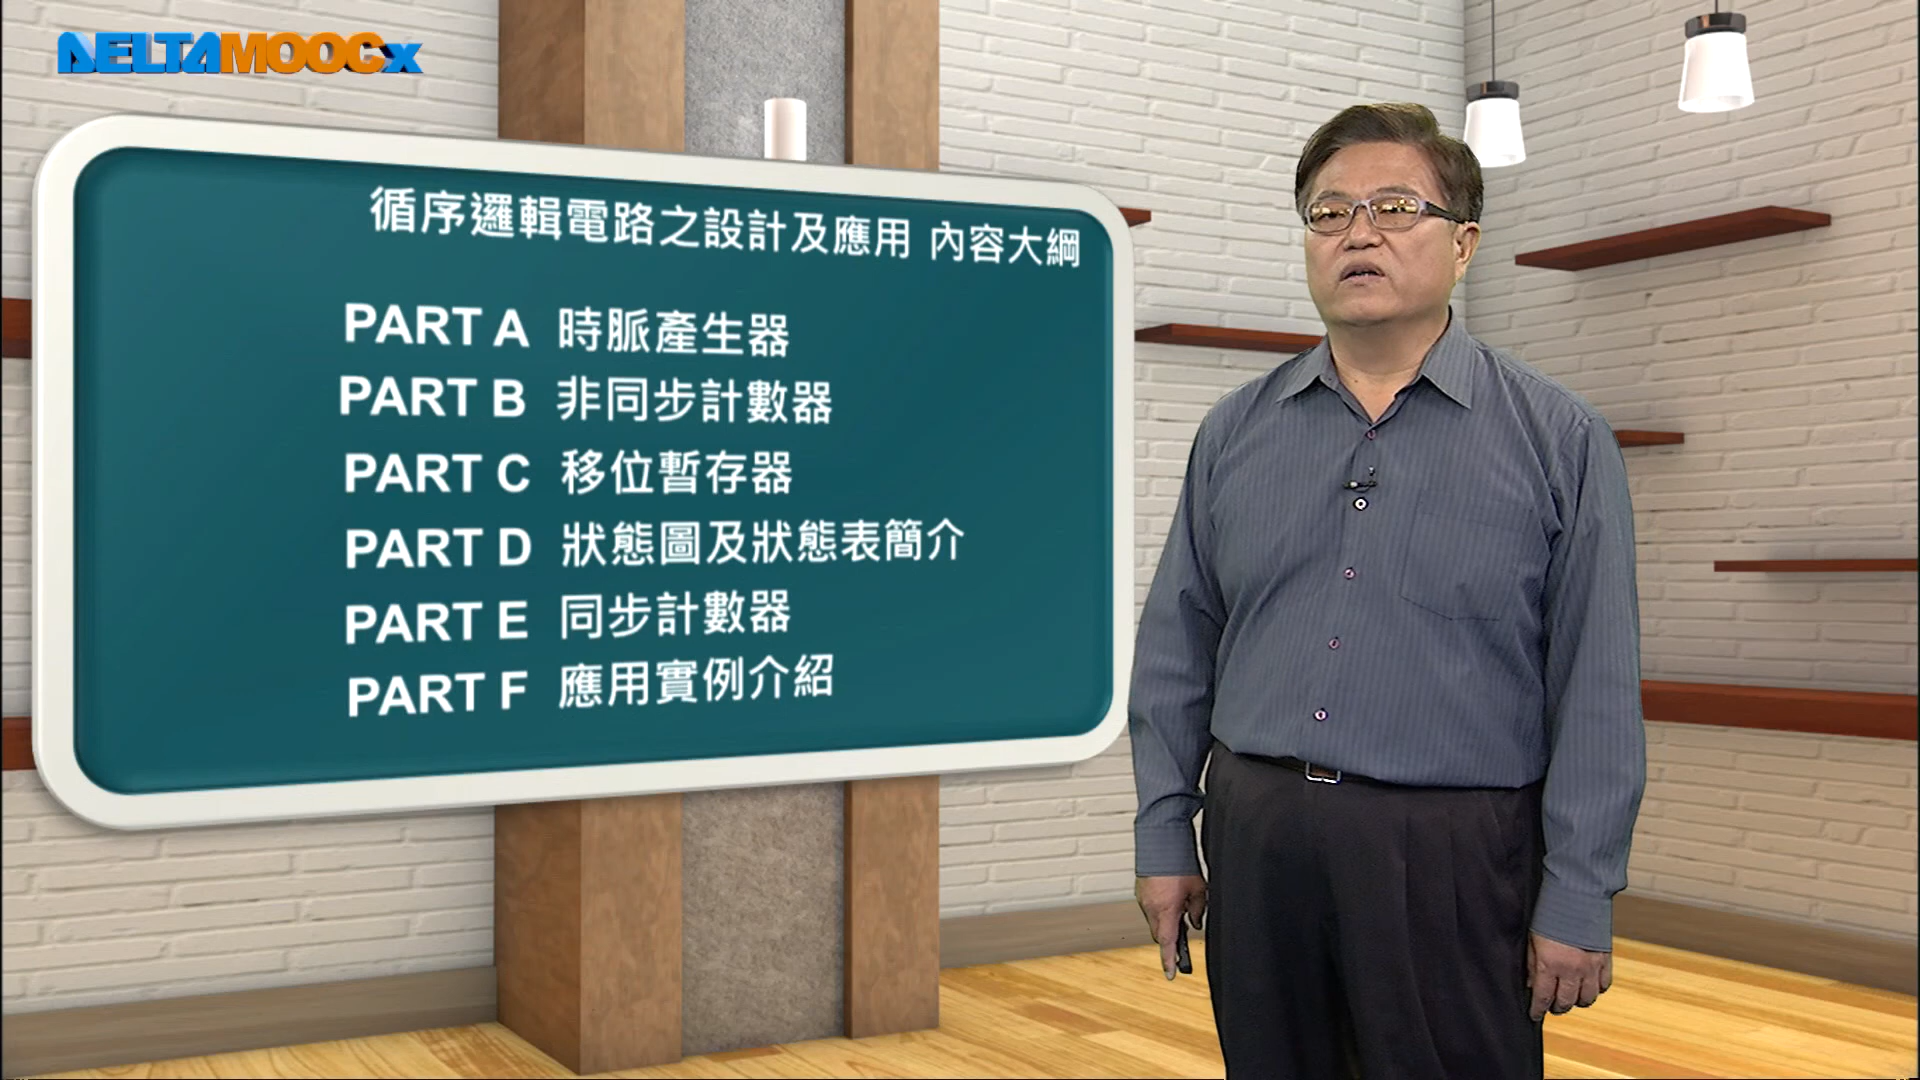 DELTAMOOCx
循序邏輯電路之設計及應用 內容大綱
PART A 時脈產生器
PART B 非同步計數器
PART C 移位暫存器
PART D 狀態圖及狀態表簡介
PART E 同步計數器
PART F 應用實例介紹